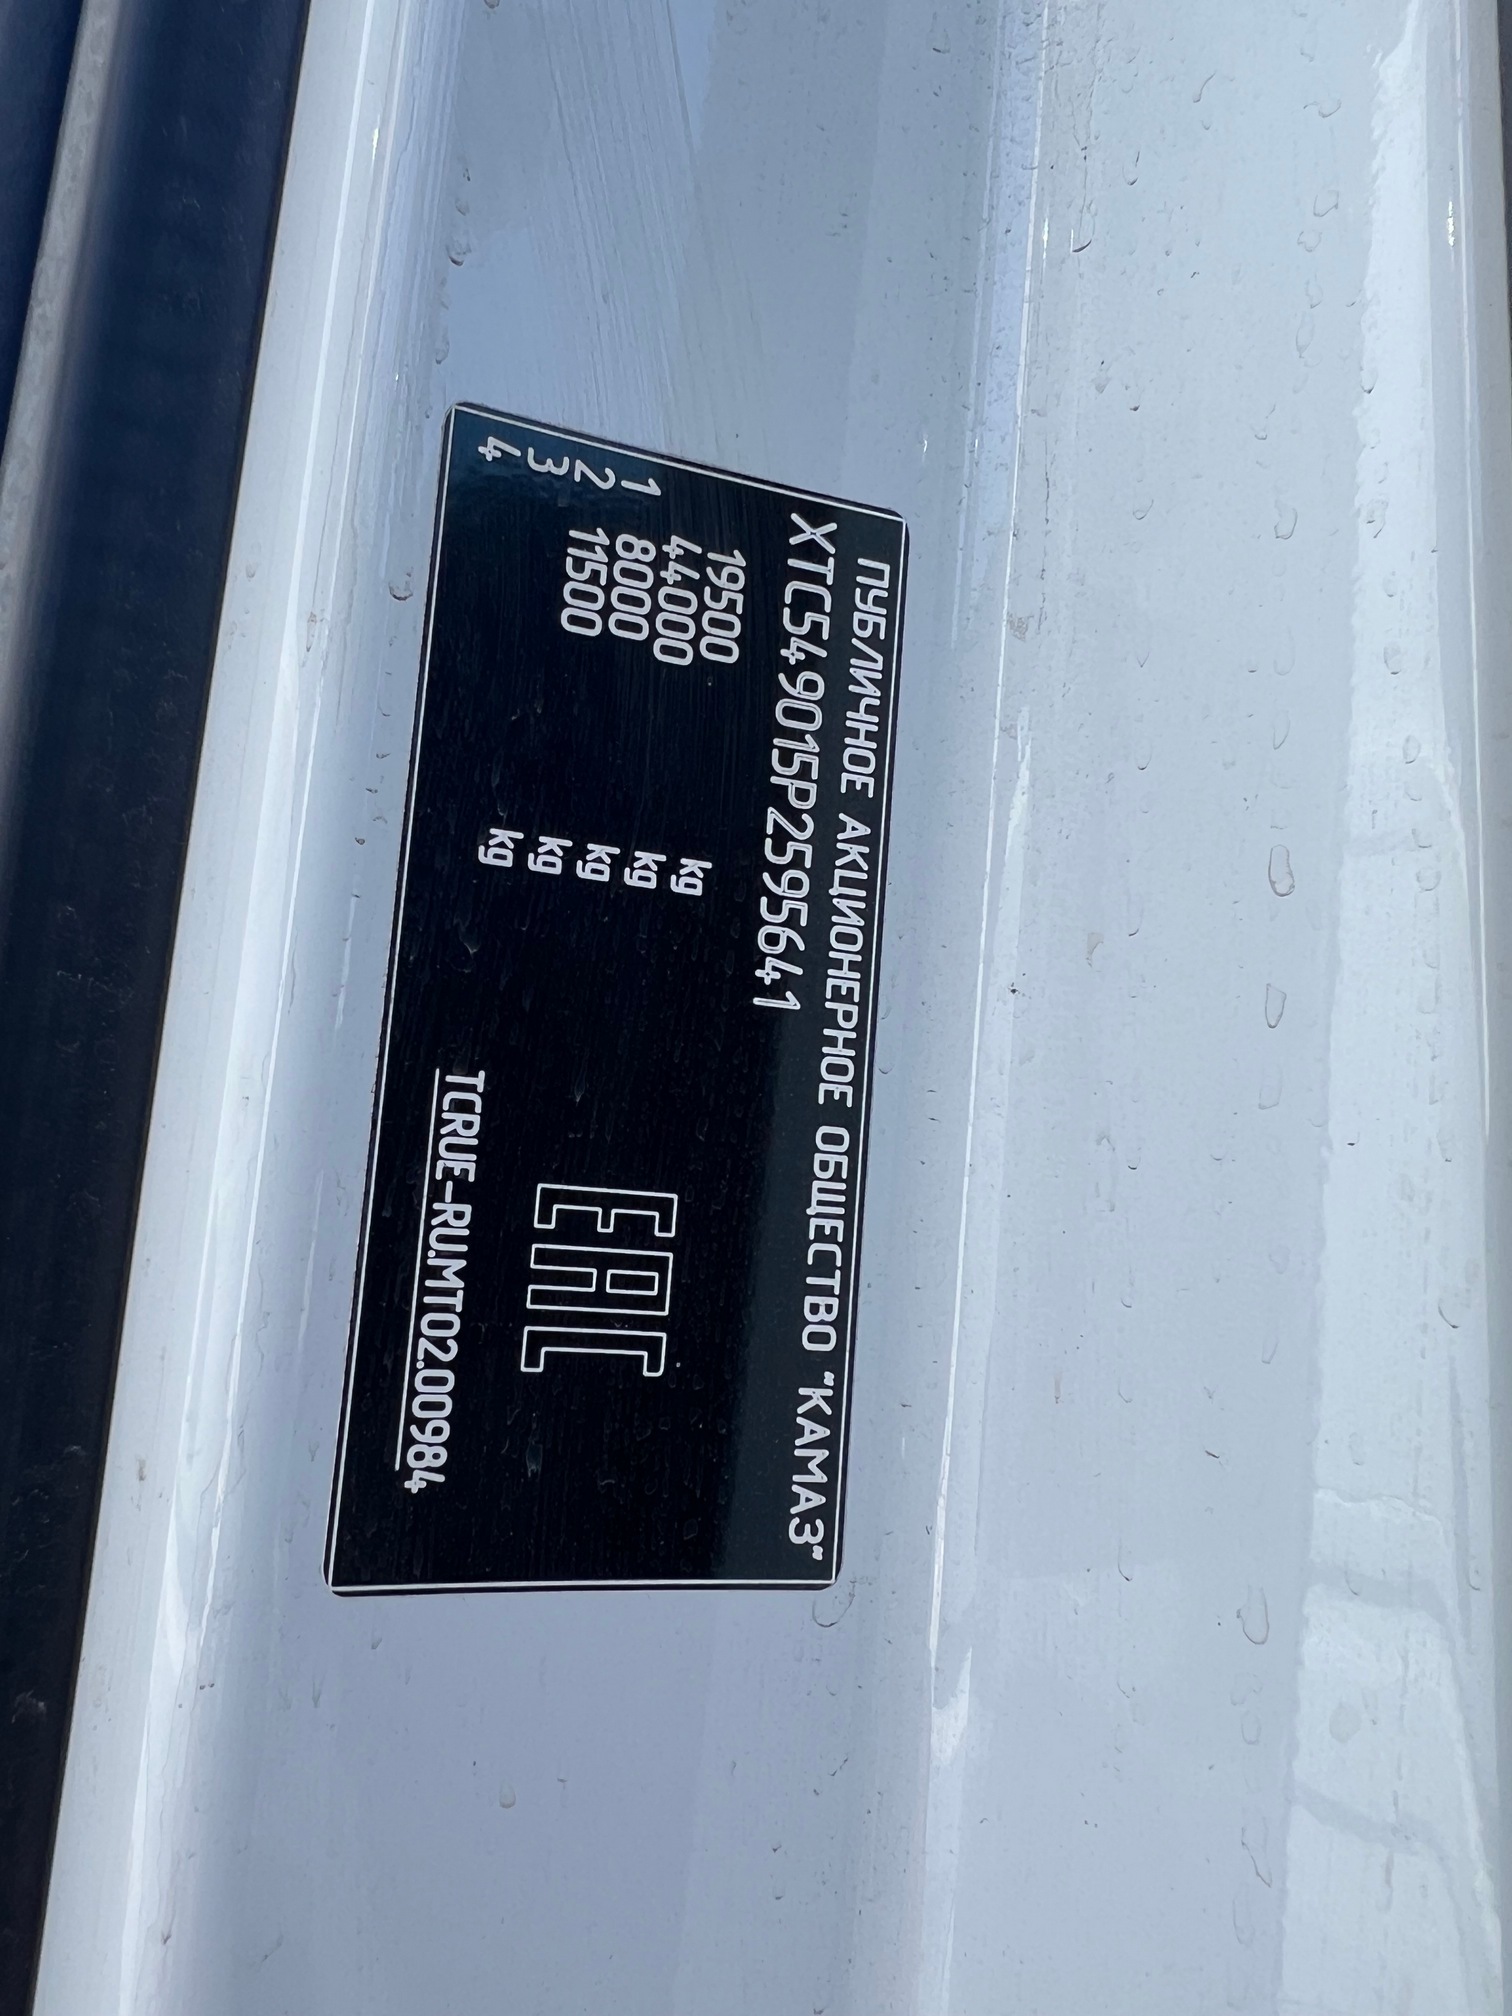 ПУБЛИЧНОЕ АКЦИОНЕРНОЕ ОБЩЕСТВО "КАМАЗ"
XTC549015P2595641
19500 kg
44000 kg
1 8000 kg
2 11500 kg
3 kg
4
EAC
TCRUE-RU.MT02.00984